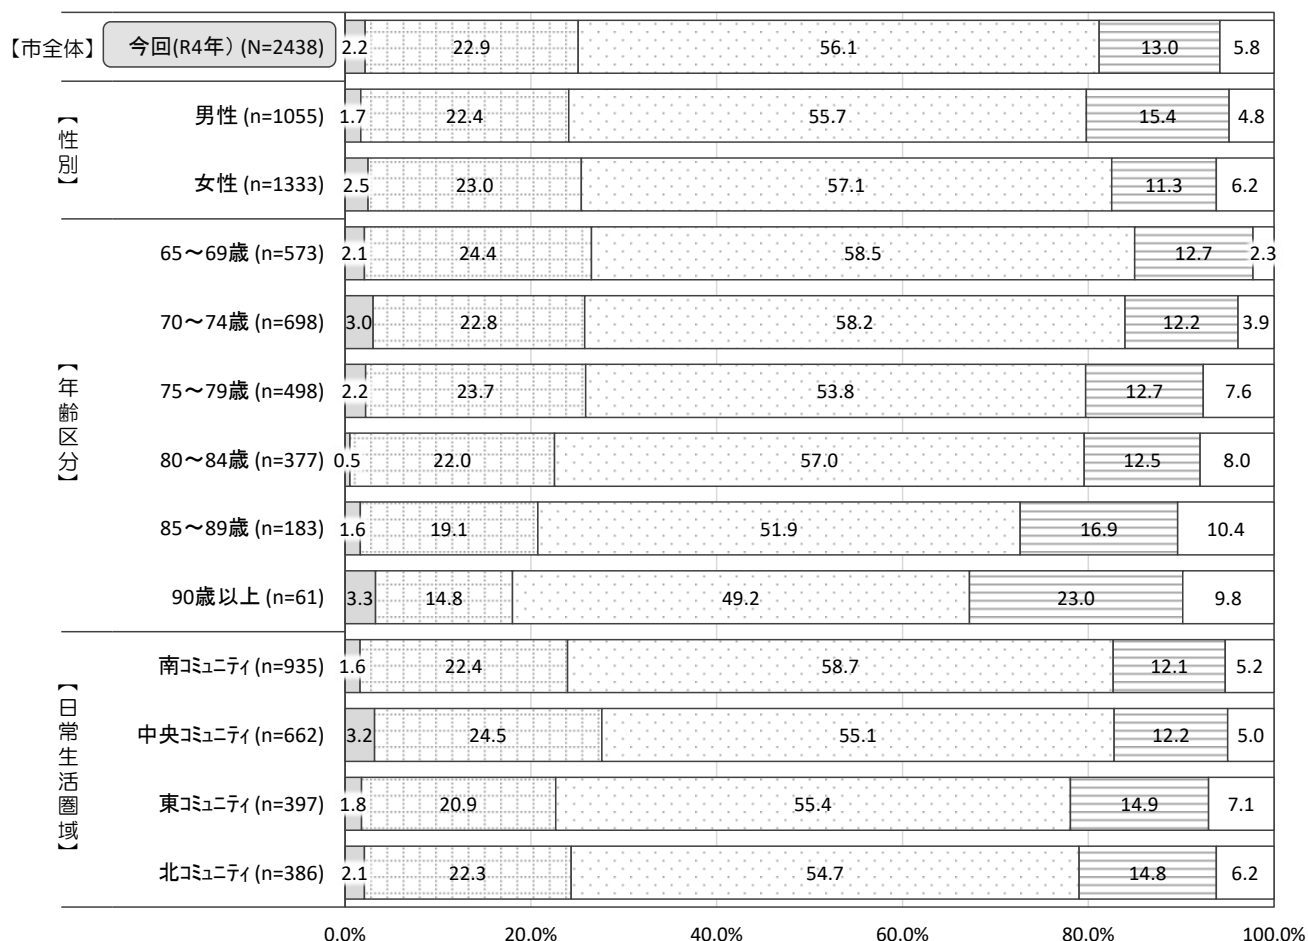 【市全体】 今回(R4年) (N=2438) 2.2 22.9 56.1 13.0 5.8
【性別】
男性 (n=1055) 1.7 22.4 55.7 15.4 4.8
女性 (n=1333) 2.5 23.0 57.1 11.3 6.2
【年齢区分】
65～69歳 (n=573) 2.1 24.4 58.5 12.7 2.3
70～74歳 (n=698) 3.0 22.8 58.2 12.2 3.9
75～79歳 (n=498) 2.2 23.7 53.8 12.7 7.6
80～84歳 (n=377) 0.5 22.0 57.0 12.5 8.0
85～89歳 (n=183) 1.6 19.1 51.9 16.9 10.4
90歳以上 (n=61) 3.3 14.8 49.2 23.0 9.8
【日常生活圏域】
南ｺﾐｭﾆﾃｨ (n=935) 1.6 22.4 58.7 12.1 5.2
中央ｺﾐｭﾆﾃｨ (n=662) 3.2 24.5 55.1 12.2 5.0
東ｺﾐｭﾆﾃｨ (n=397) 1.8 20.9 55.4 14.9 7.1
北ｺﾐｭﾆﾃｨ (n=386) 2.1 22.3 54.7 14.8 6.2
0.0% 20.0% 40.0% 60.0% 80.0% 100.0%